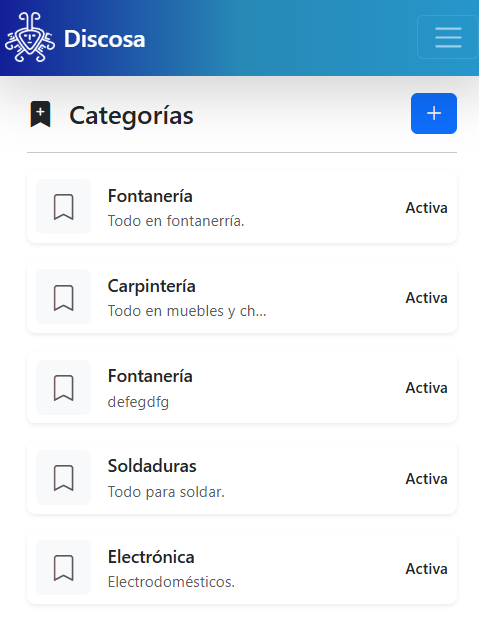 Discosa
Categorías
Fontanería
Todo en fontanerría.
Activa
Carpintería
Todo en muebles y ch...
Activa
Fontanería
defegdfg
Activa
Soldaduras
Todo para soldar.
Activa
Electrónica
Electrodomésticos.
Activa